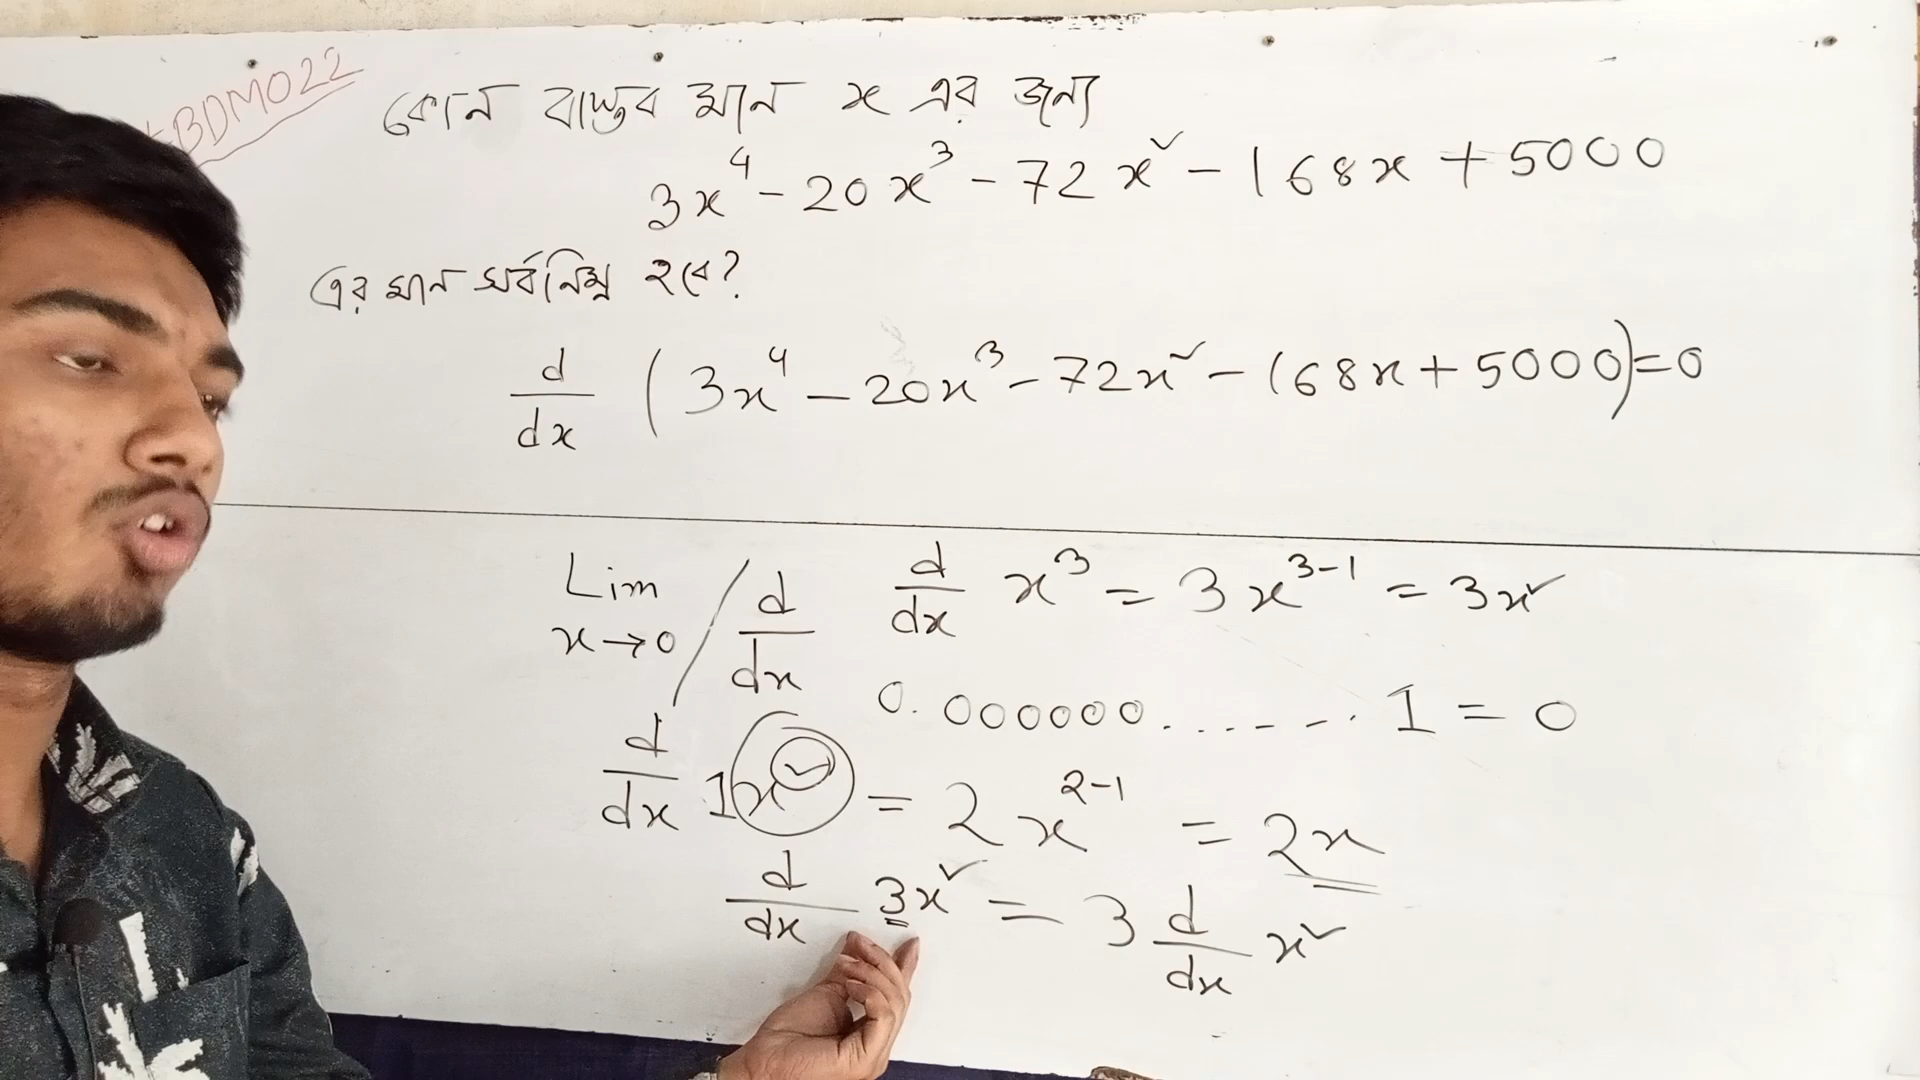 BDMO22
কোন বাস্তব মান x এর জন্য
3x⁴ - 20x³ - 72x² - 168x + 5000
এর মান সর্বনিম্ন হবে?
d/dx (3x⁴ - 20x³ - 72x² - 168x + 5000) = 0
Lim x→0 / d/dx
d/dx x³ = 3x³⁻¹ = 3x²
0.000000. . . . - - . 1 = 0
d/dx 1x² = 2x²⁻¹ = 2x
d/dx 3x² = 3 d/dx x²